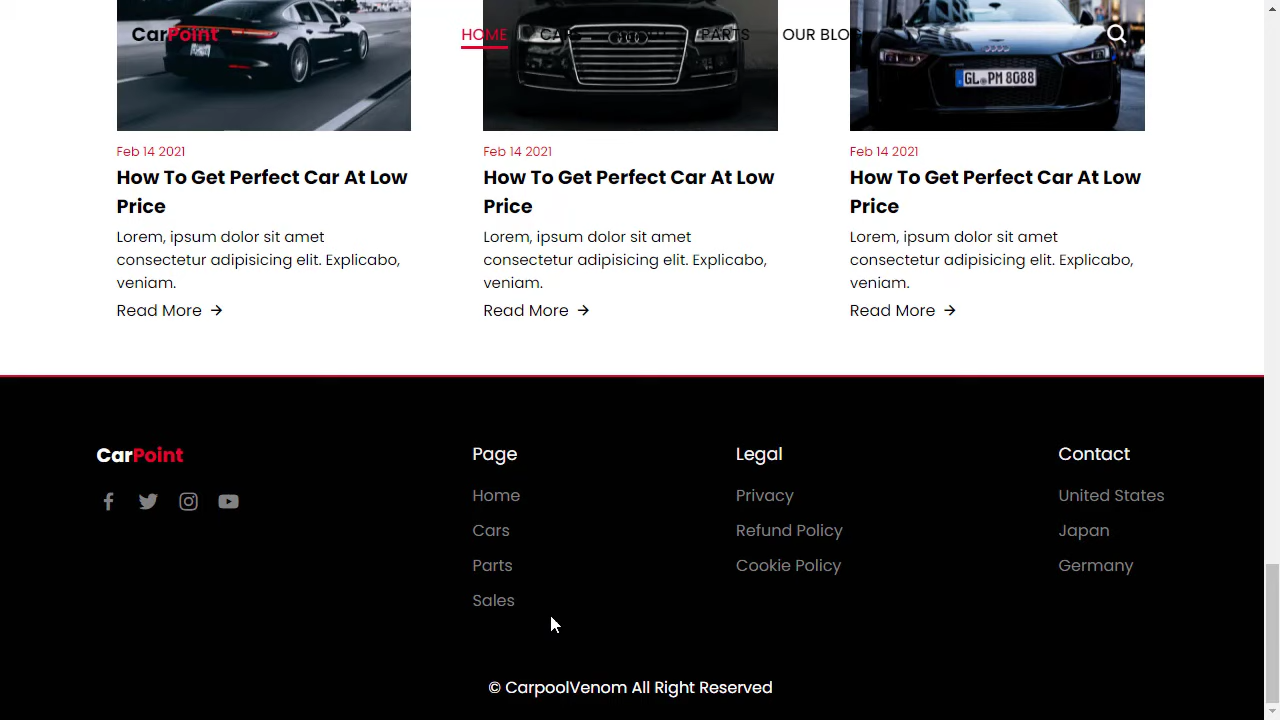 CarPoint
HOME CARS PARTS OUR BLOG
GL PM 8088
Feb 14 2021
How To Get Perfect Car At Low
Price
Lorem, ipsum dolor sit amet
consectetur adipisicing elit. Explicabo,
veniam.
Read More →
Feb 14 2021
How To Get Perfect Car At Low
Price
Lorem, ipsum dolor sit amet
consectetur adipisicing elit. Explicabo,
veniam.
Read More →
Feb 14 2021
How To Get Perfect Car At Low
Price
Lorem, ipsum dolor sit amet
consectetur adipisicing elit. Explicabo,
veniam.
Read More →
CarPoint
Page
Home
Cars
Parts
Sales
Legal
Privacy
Refund Policy
Cookie Policy
Contact
United States
Japan
Germany
© CarpoolVenom All Right Reserved